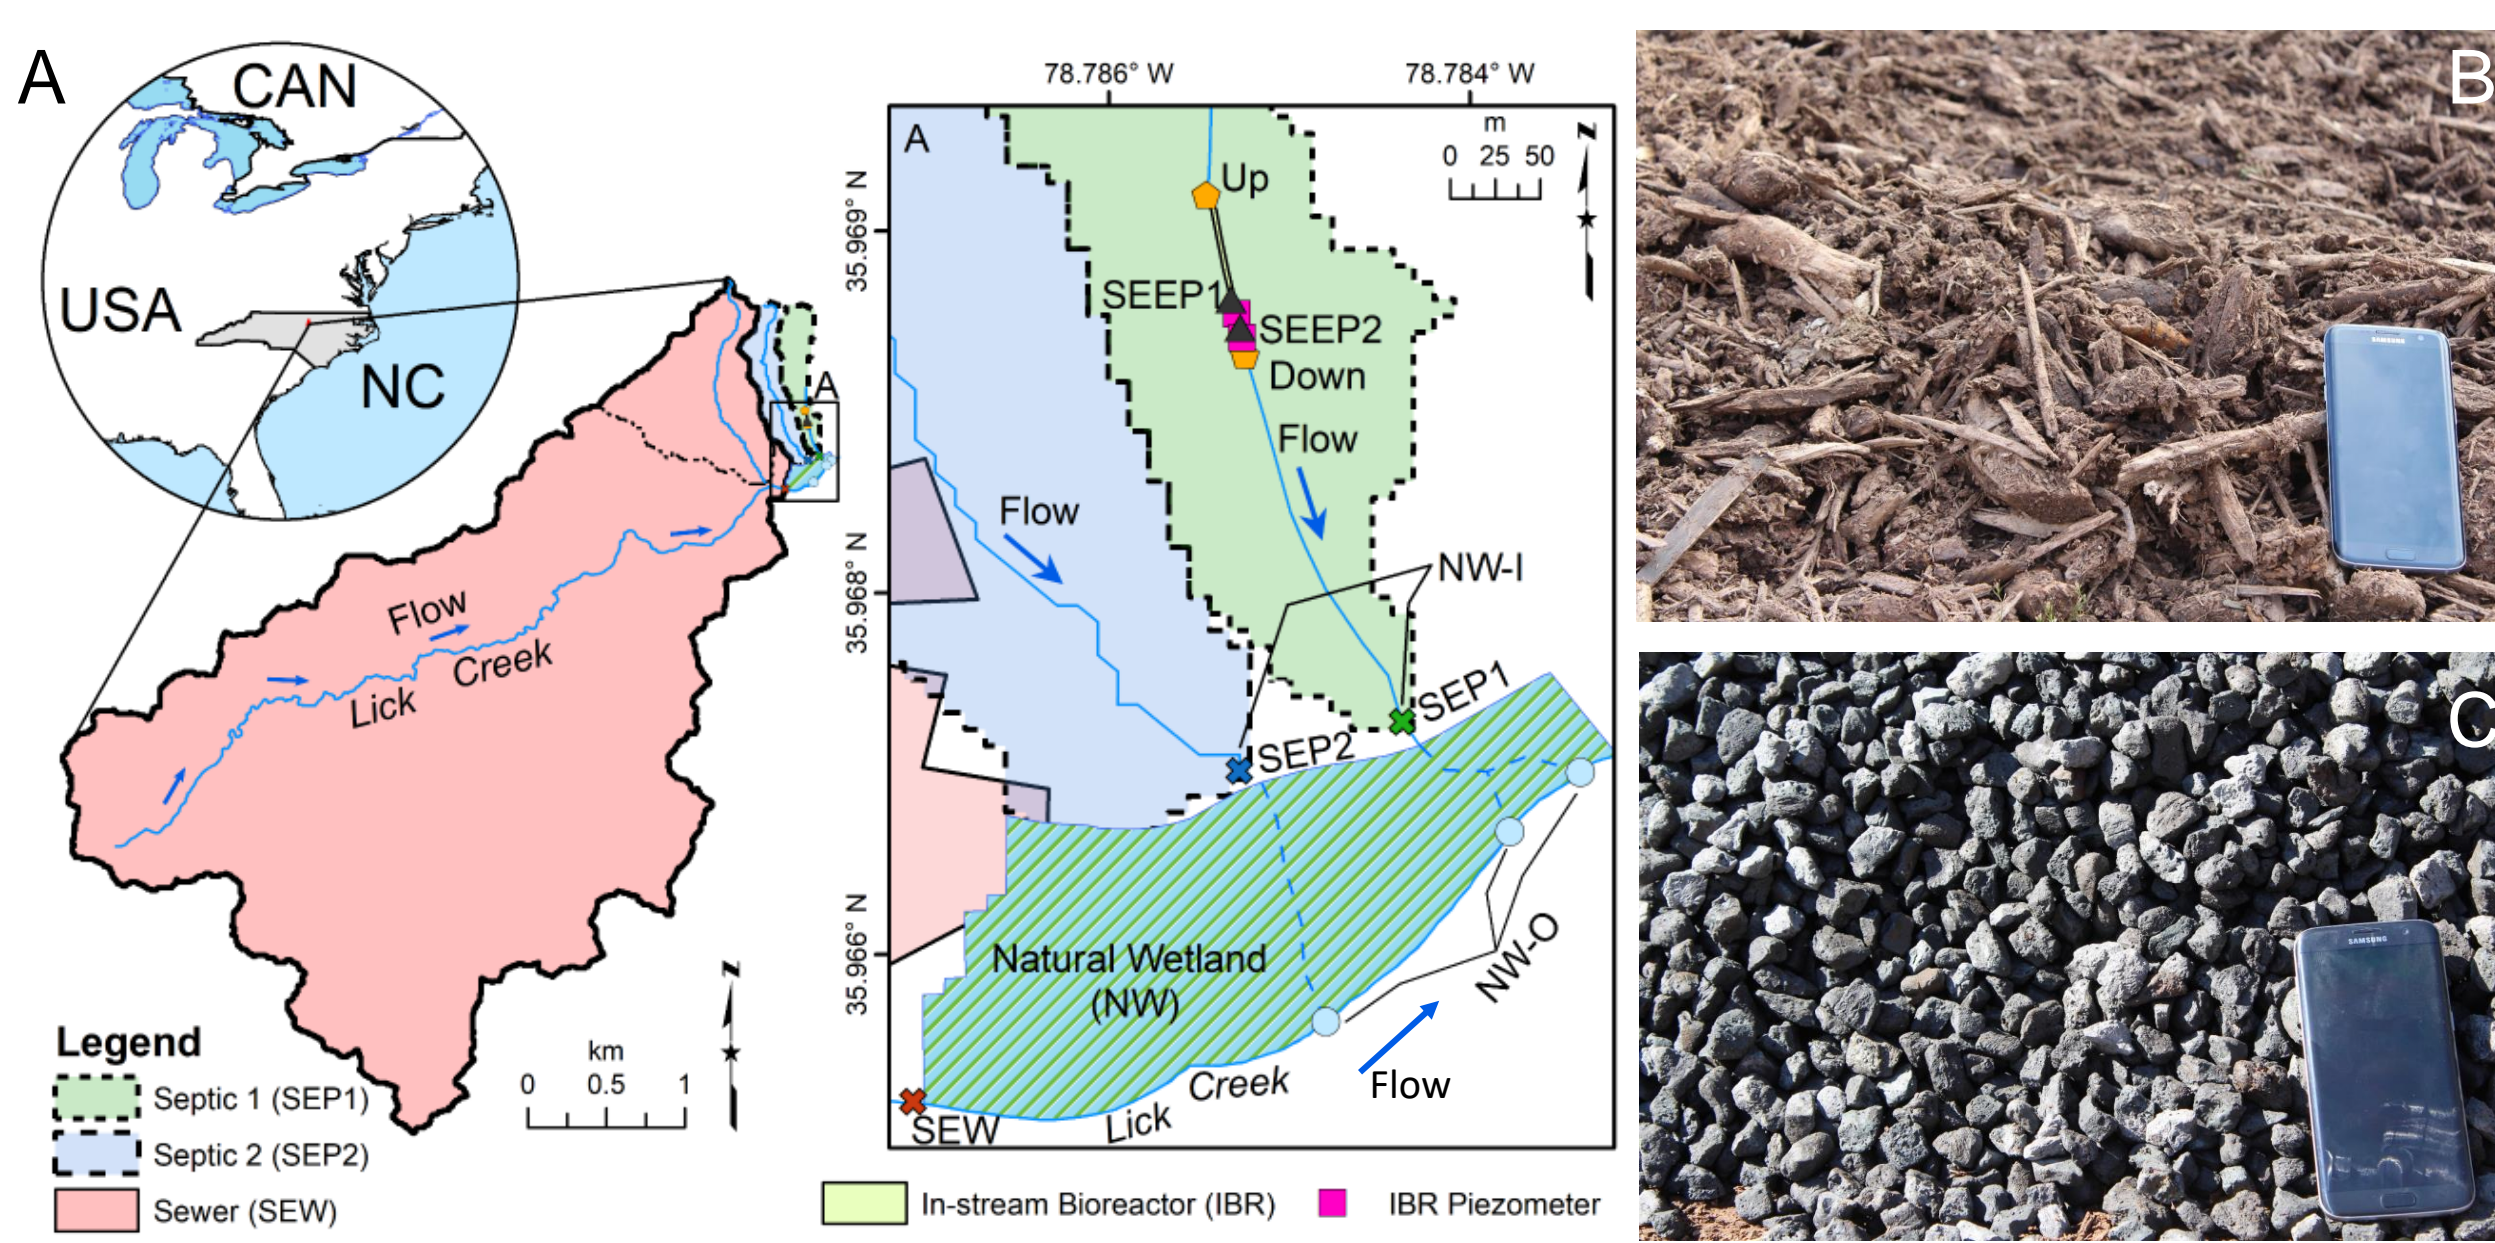 A
CAN
USA
NC
A
Flow
Lick
Creek
km
0 0.5 1
N
Legend
Septic 1 (SEP1)
Septic 2 (SEP2)
Sewer (SEW)
78.786° W
78.784° W
35.969° N
35.968° N
35.966° N
A
m
0 25 50
N
Up
SEEP1
SEEP2
Down
Flow
Flow
NW-I
SEP1
SEP2
Natural Wetland
(NW)
NW-O
Flow
Lick
Creek
SEW
In-stream Bioreactor (IBR)
IBR Piezometer
B
SAMSUNG
C
SAMSUNG